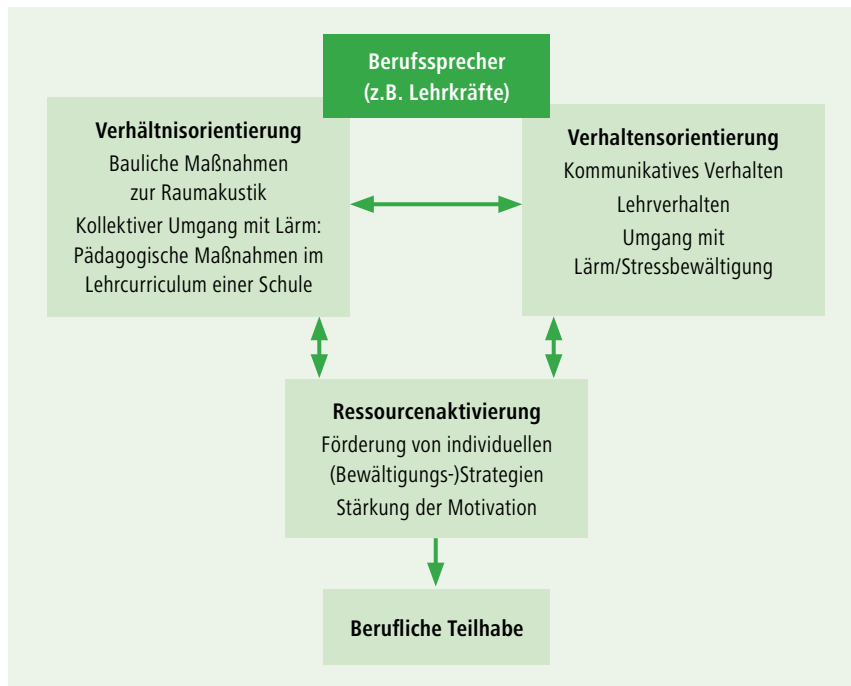 Berufssprecher
(z.B. Lehrkräfte)
Verhältnisorientierung
Bauliche Maßnahmen
zur Raumakustik
Kollektiver Umgang mit Lärm:
Pädagogische Maßnahmen im
Lehrcurriculum einer Schule
Verhaltensorientierung
Kommunikatives Verhalten
Lehrverhalten
Umgang mit
Lärm/Stressbewältigung
Ressourcenaktivierung
Förderung von individuellen
(Bewältigungs-)Strategien
Stärkung der Motivation
Berufliche Teilhabe